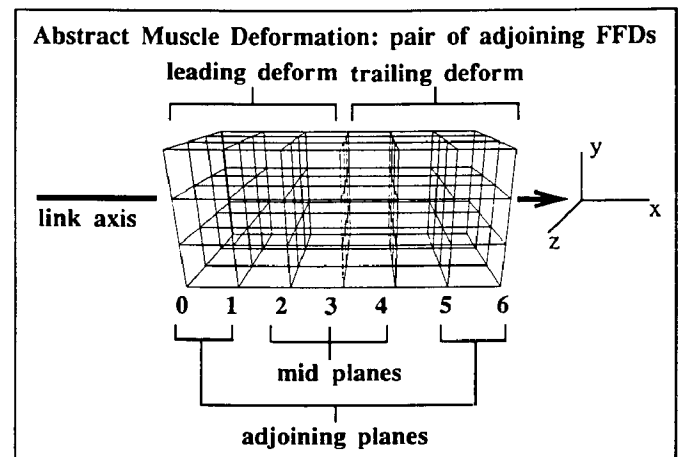 Abstract Muscle Deformation: pair of adjoining FFDs
leading deform trailing deform
y
link axis
x
z
0 1 2 3 4 5 6
mid planes
adjoining planes